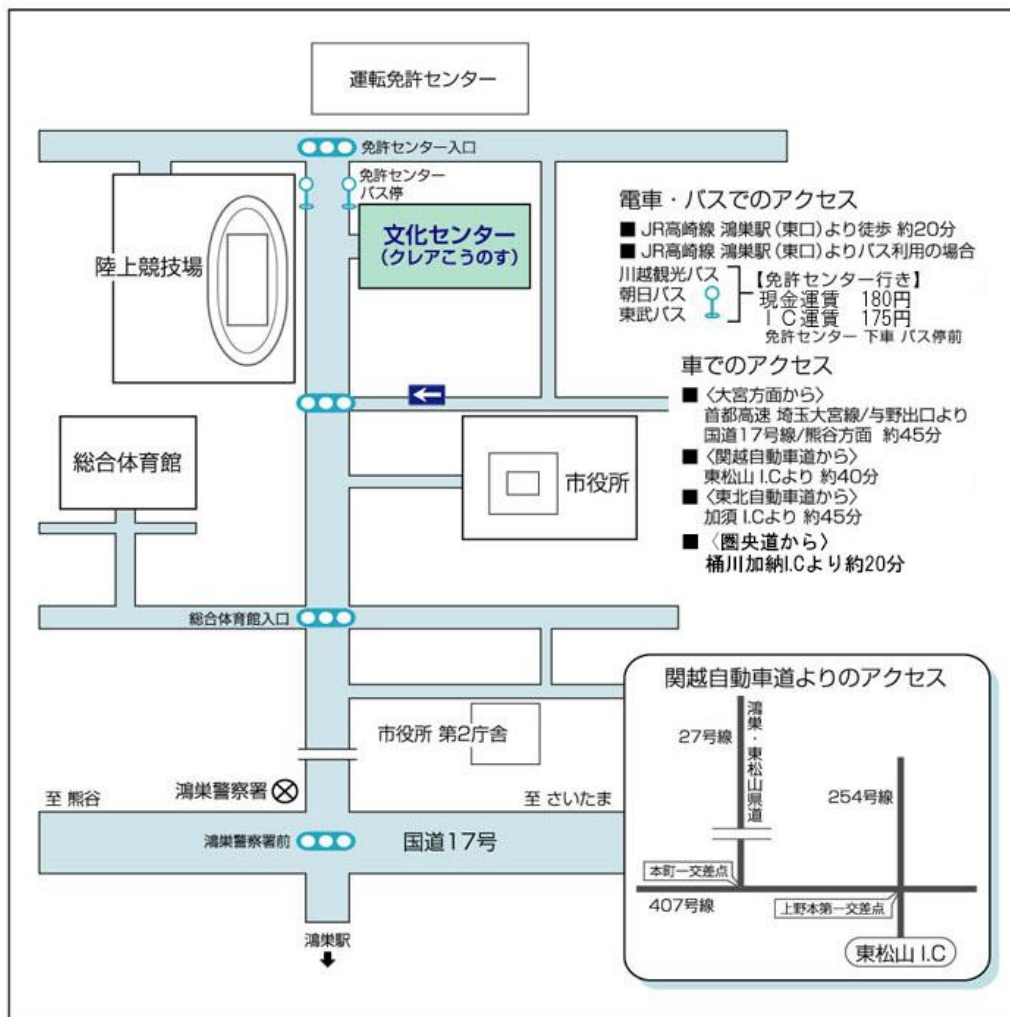 運転免許センター
免許センター入口
免許センター
バス停
文化センター
(クレアこうのす)
陸上競技場
電車・バスでのアクセス
■ JR高崎線 鴻巣駅(東口)より徒歩 約20分
■ JR高崎線 鴻巣駅(東口)よりバス利用の場合
川越観光バス
朝日バス
東武バス
【免許センター行き】
現金運賃 180円
IC運賃 175円
免許センター 下車 バス停前
車でのアクセス
■〈大宮方面から〉
首都高速 埼玉大宮線/与野出口より
国道17号線/熊谷方面 約45分
■〈関越自動車道から〉
東松山 I.Cより 約40分
■〈東北自動車道から〉
加須 I.Cより 約45分
■〈圏央道から〉
桶川加納I.Cより約20分
総合体育館
市役所
総合体育館入口
市役所 第2庁舎
鴻巣警察署
至 熊谷
至 さいたま
鴻巣警察署前
国道17号
鴻巣駅
関越自動車道よりのアクセス
27号線
鴻巣・東松山県道
254号線
本町一交差点
407号線
上野本第一交差点
東松山 I.C